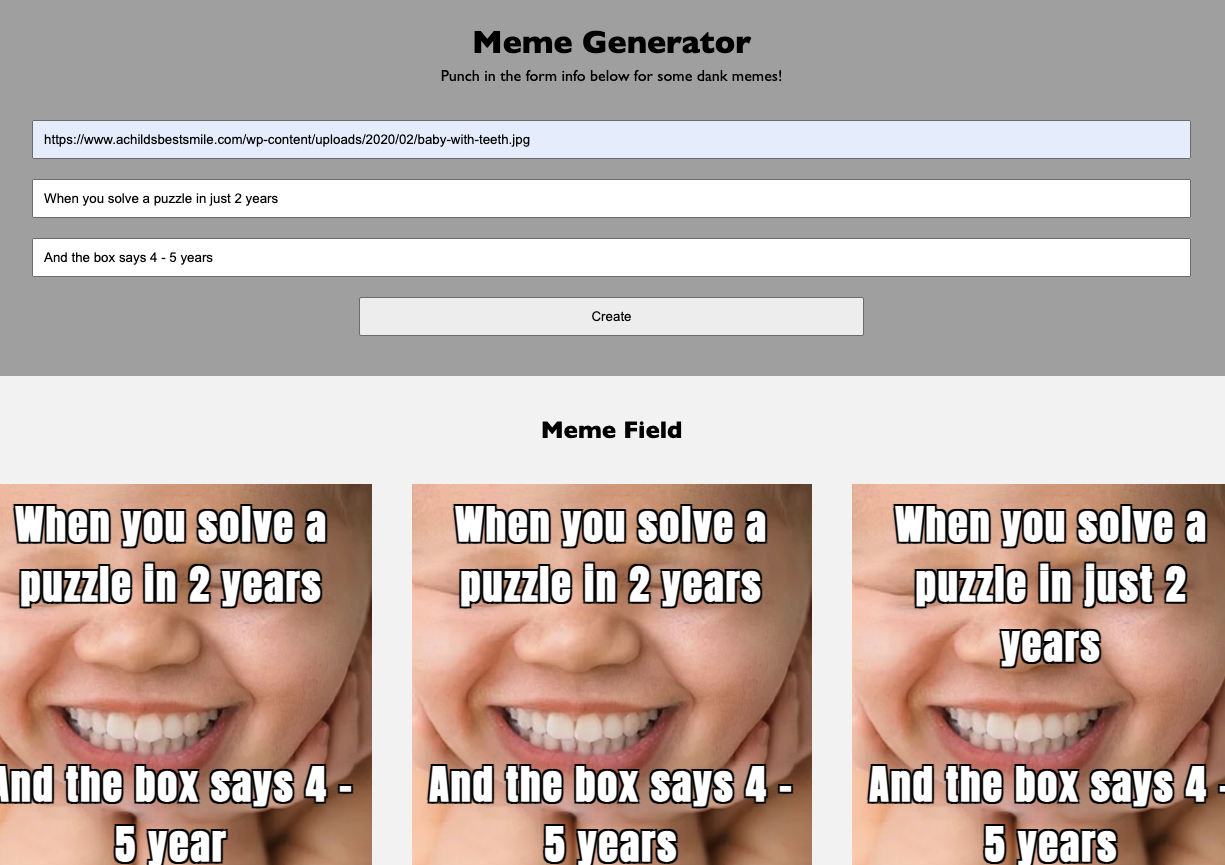 Meme Generator
Punch in the form info below for some dank memes!
https://www.achildsbestsmile.com/wp-content/uploads/2020/02/baby-with-teeth.jpg
When you solve a puzzle in just 2 years
And the box says 4 - 5 years
Create
Meme Field
When you solve a
puzzle in 2 years
And the box says 4 -
5 year
When you solve a
puzzle in 2 years
And the box says 4 -
5 years
When you solve a
puzzle in just 2
years
And the box says 4 -
5 years